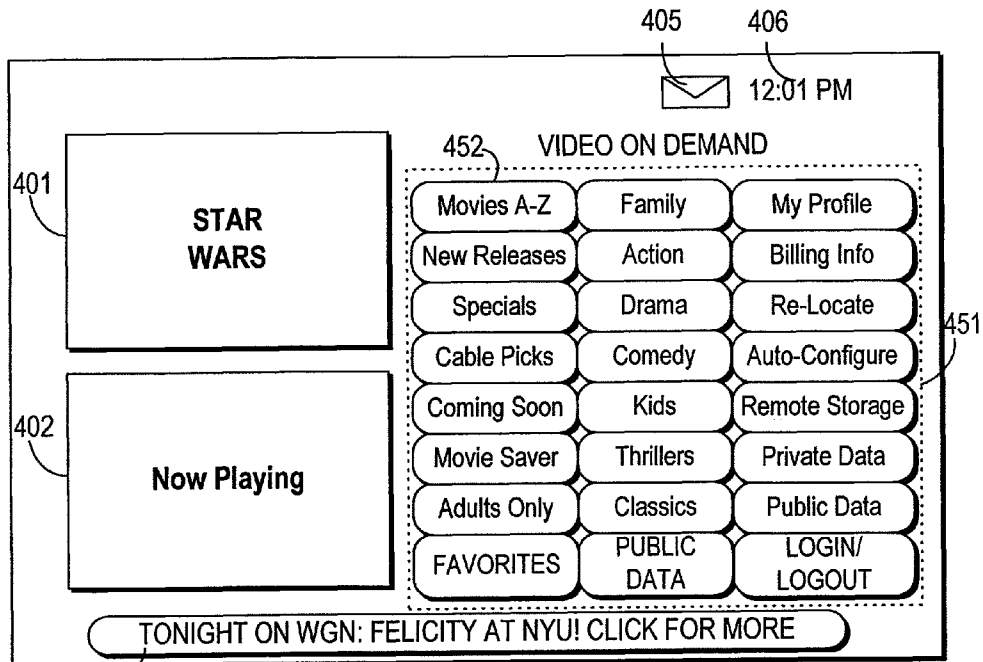 405 406
12:01 PM
401
STAR
WARS
402
Now Playing
452 VIDEO ON DEMAND
Movies A-Z Family My Profile
New Releases Action Billing Info
Specials Drama Re-Locate
Cable Picks Comedy Auto-Configure
Coming Soon Kids Remote Storage
Movie Saver Thrillers Private Data
Adults Only Classics Public Data
FAVORITES PUBLIC DATA LOGIN/ LOGOUT
451
TONIGHT ON WGN: FELICITY AT NYU! CLICK FOR MORE